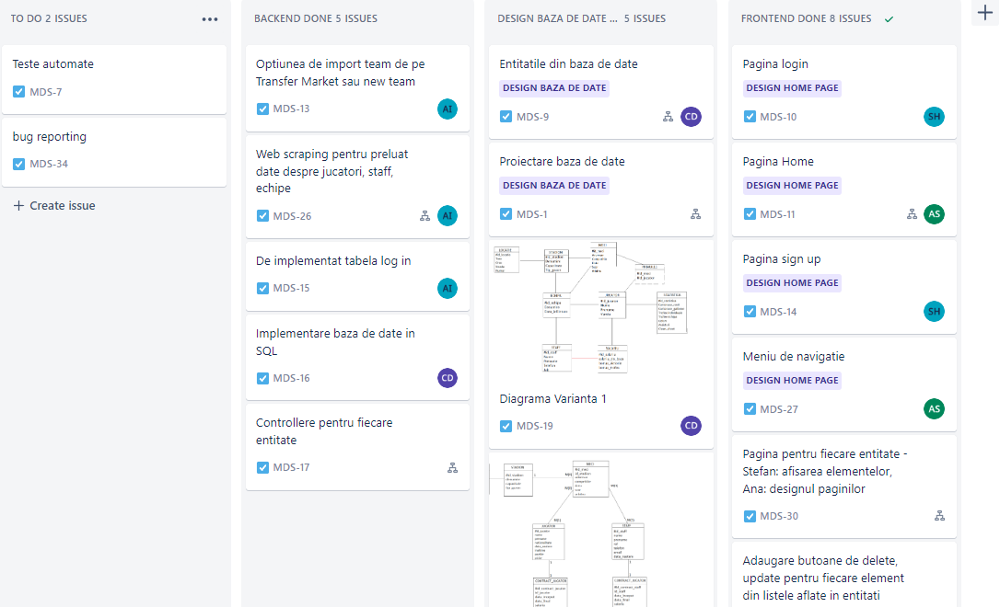 TO DO 2 ISSUES
Teste automate
MDS-7
bug reporting
MDS-34
Create issue
BACKEND DONE 5 ISSUES
Optiunea de import team de pe
Transfer Market sau new team
MDS-13
AI
Web scraping pentru preluat
date despre jucatori, staff,
echipe
MDS-26
AI
De implementat tabela log in
MDS-15
AI
Implementare baza de date in
SQL
MDS-16
CD
Controllere pentru fiecare
entitate
MDS-17
DESIGN BAZA DE DATE ... 5 ISSUES
Entitatile din baza de date
DESIGN BAZA DE DATE
MDS-9
CD
Proiectare baza de date
DESIGN BAZA DE DATE
MDS-1
Diagrama Varianta 1
MDS-19
CD
FRONTEND DONE 8 ISSUES
Pagina login
DESIGN HOME PAGE
MDS-10
SH
Pagina Home
DESIGN HOME PAGE
MDS-11
AS
Pagina sign up
DESIGN HOME PAGE
MDS-14
SH
Meniu de navigatie
DESIGN HOME PAGE
MDS-27
AS
Pagina pentru fiecare entitate -
Stefan: afisarea elementelor,
Ana: designul paginilor
MDS-30
Adaugare butoane de delete,
update pentru fiecare element
din listele aflate in entitati